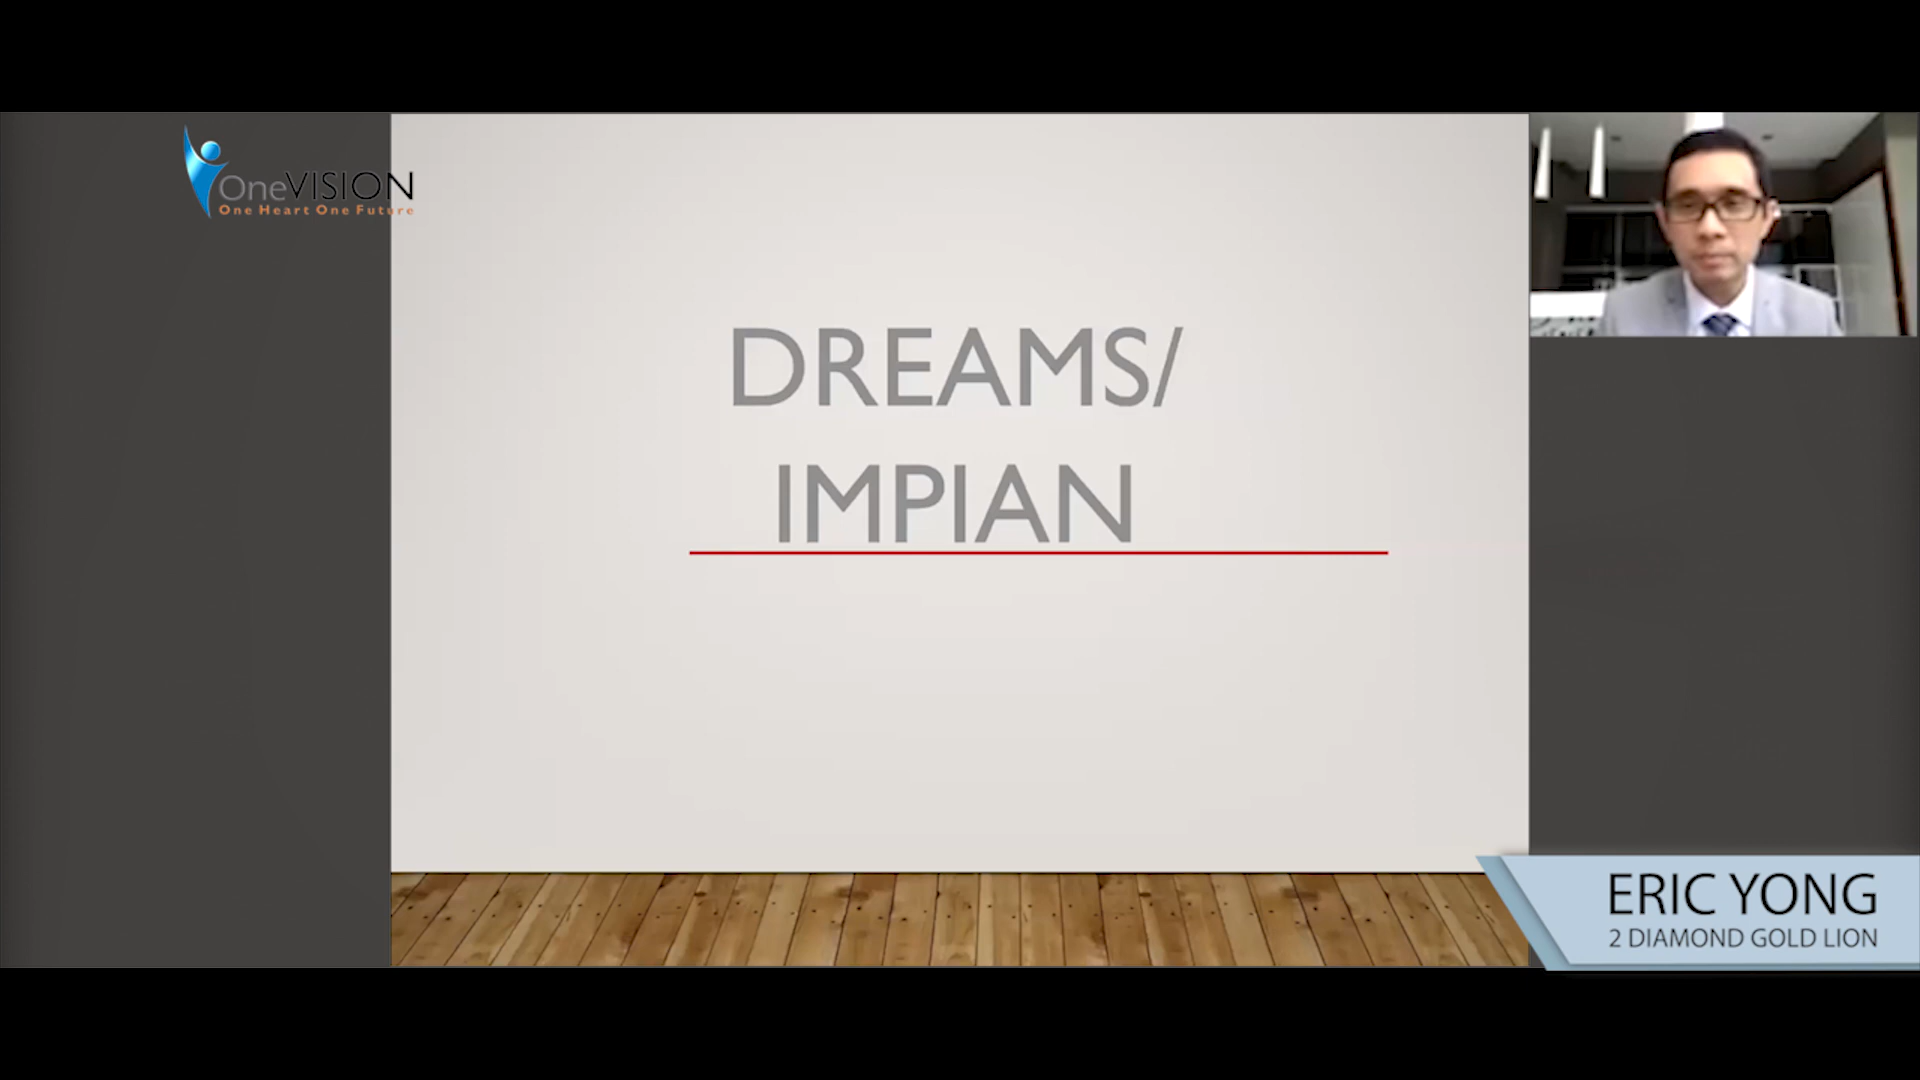 OneVISION
One Heart One Future
DREAMS/
IMPIAN
ERIC YONG
2 DIAMOND GOLD LION